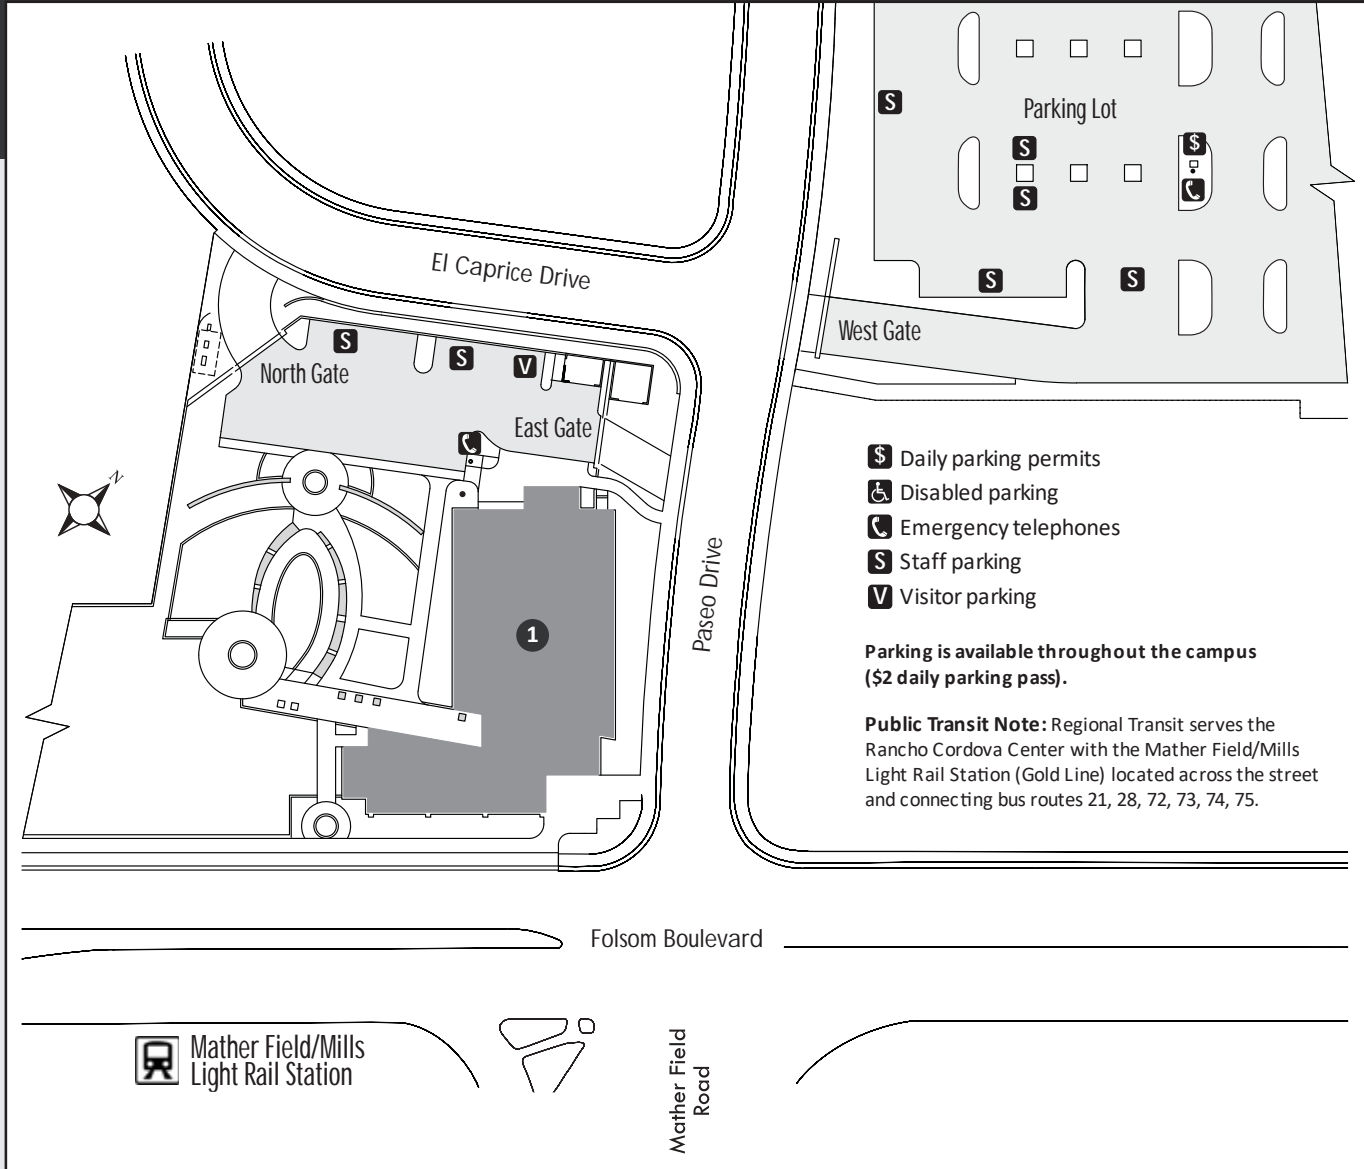 S
Parking Lot
S
$
S
El Caprice Drive
S
S
West Gate
S
S
V
North Gate
East Gate
N
1
Paseo Drive
$ Daily parking permits
Disabled parking
Emergency telephones
S Staff parking
V Visitor parking
Parking is available throughout the campus
($2 daily parking pass).
Public Transit Note: Regional Transit serves the
Rancho Cordova Center with the Mather Field/Mills
Light Rail Station (Gold Line) located across the street
and connecting bus routes 21, 28, 72, 73, 74, 75.
Folsom Boulevard
Mather Field/Mills
Light Rail Station
Mather Field
Road